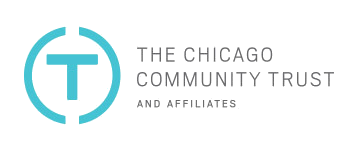 T
THE CHICAGO
COMMUNITY TRUST
AND AFFILIATES